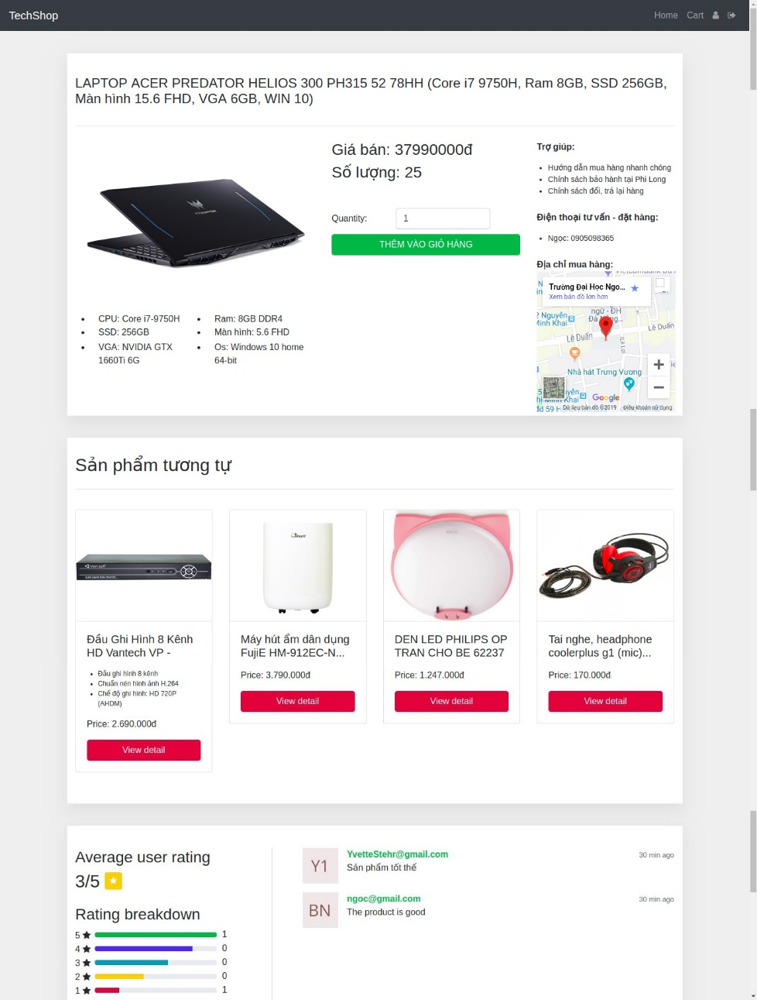 TechShop
Home Cart
LAPTOP ACER PREDATOR HELIOS 300 PH315 52 78HH (Core i7 9750H, Ram 8GB, SSD 256GB,
Màn hình 15.6 FHD, VGA 6GB, WIN 10)
Giá bán: 37990000đ
Số lượng: 25
Quantity: 1
THÊM VÀO GIỎ HÀNG
CPU: Core i7-9750H
SSD: 256GB
VGA: NVIDIA GTX
1660Ti 6G
Ram: 8GB DDR4
Màn hình: 5.6 FHD
Os: Windows 10 home
64-bit
Trợ giúp:
Hướng dẫn mua hàng nhanh chóng
Chính sách bảo hành tại Phi Long
Chính sách đổi, trả lại hàng
Điện thoại tư vấn - đặt hàng:
Ngọc: 0905098365
Địa chỉ mua hàng:
Trường Đại Học Ngo...
Xem bản đồ lớn hơn
2 Nguyễn
Minh Khai
ngữ - ĐH
Lê Duẩn
Lê Duẩn
Lê Lợi
Nhà hát Trưng Vương
Google
Dữ liệu bản đồ ©2019 Điều khoản sử dụng
Sản phẩm tương tự
Đầu Ghi Hình 8 Kênh
HD Vantech VP -
Đầu ghi hình 8 kênh
Chuẩn nén hình ảnh H.264
Chế độ ghi hình: HD 720P
(AHDM)
Price: 2.690.000đ
View detail
Máy hút ẩm dân dụng
FujiE HM-912EC-N...
Price: 3.790.000đ
View detail
DEN LED PHILIPS OP
TRAN CHO BE 62237
Price: 1.247.000đ
View detail
Tai nghe, headphone
coolerplus g1 (mic)...
Price: 170.000đ
View detail
Average user rating
3/5
Rating breakdown
5 1
4 0
3 0
2 0
1 1
Y1
YvetteStehr@gmail.com 30 min ago
Sản phẩm tốt thế
BN
ngoc@gmail.com 30 min ago
The product is good